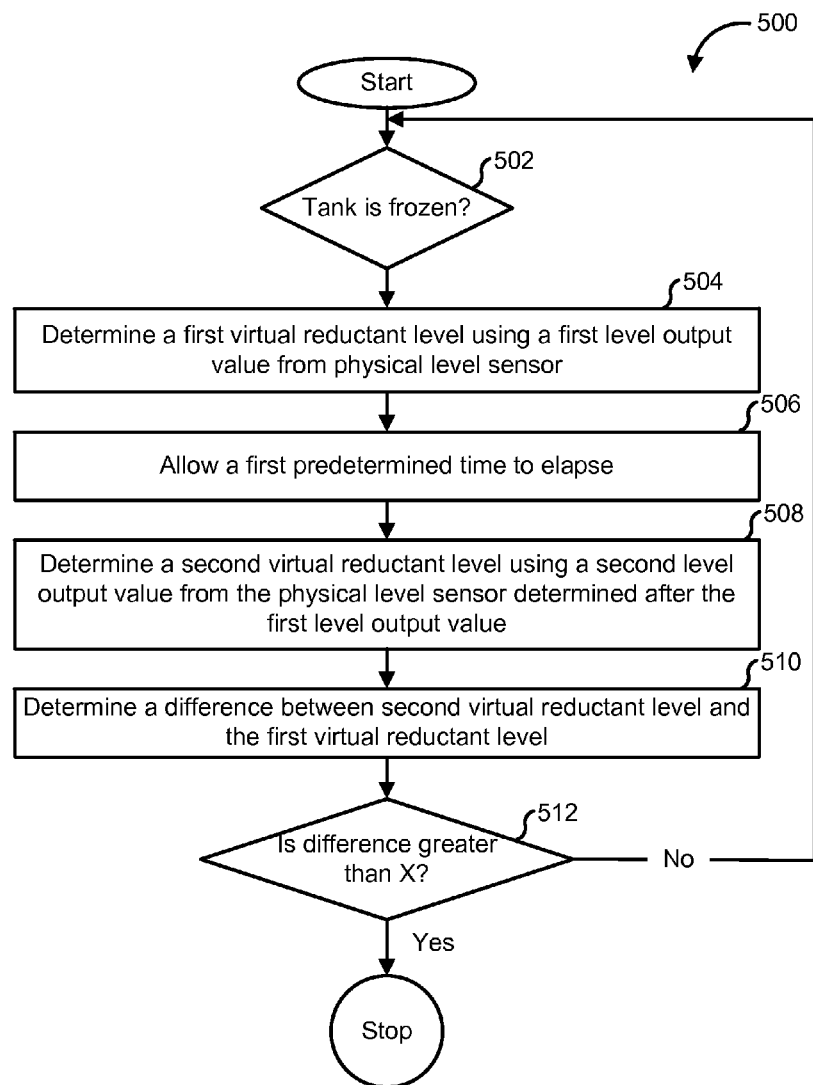 500
Start
502
Tank is frozen?
504
Determine a first virtual reductant level using a first level output
value from physical level sensor
506
Allow a first predetermined time to elapse
508
Determine a second virtual reductant level using a second level
output value from the physical level sensor determined after the
first level output value
510
Determine a difference between second virtual reductant level and
the first virtual reductant level
512
Is difference greater
than X?
No
Yes
Stop